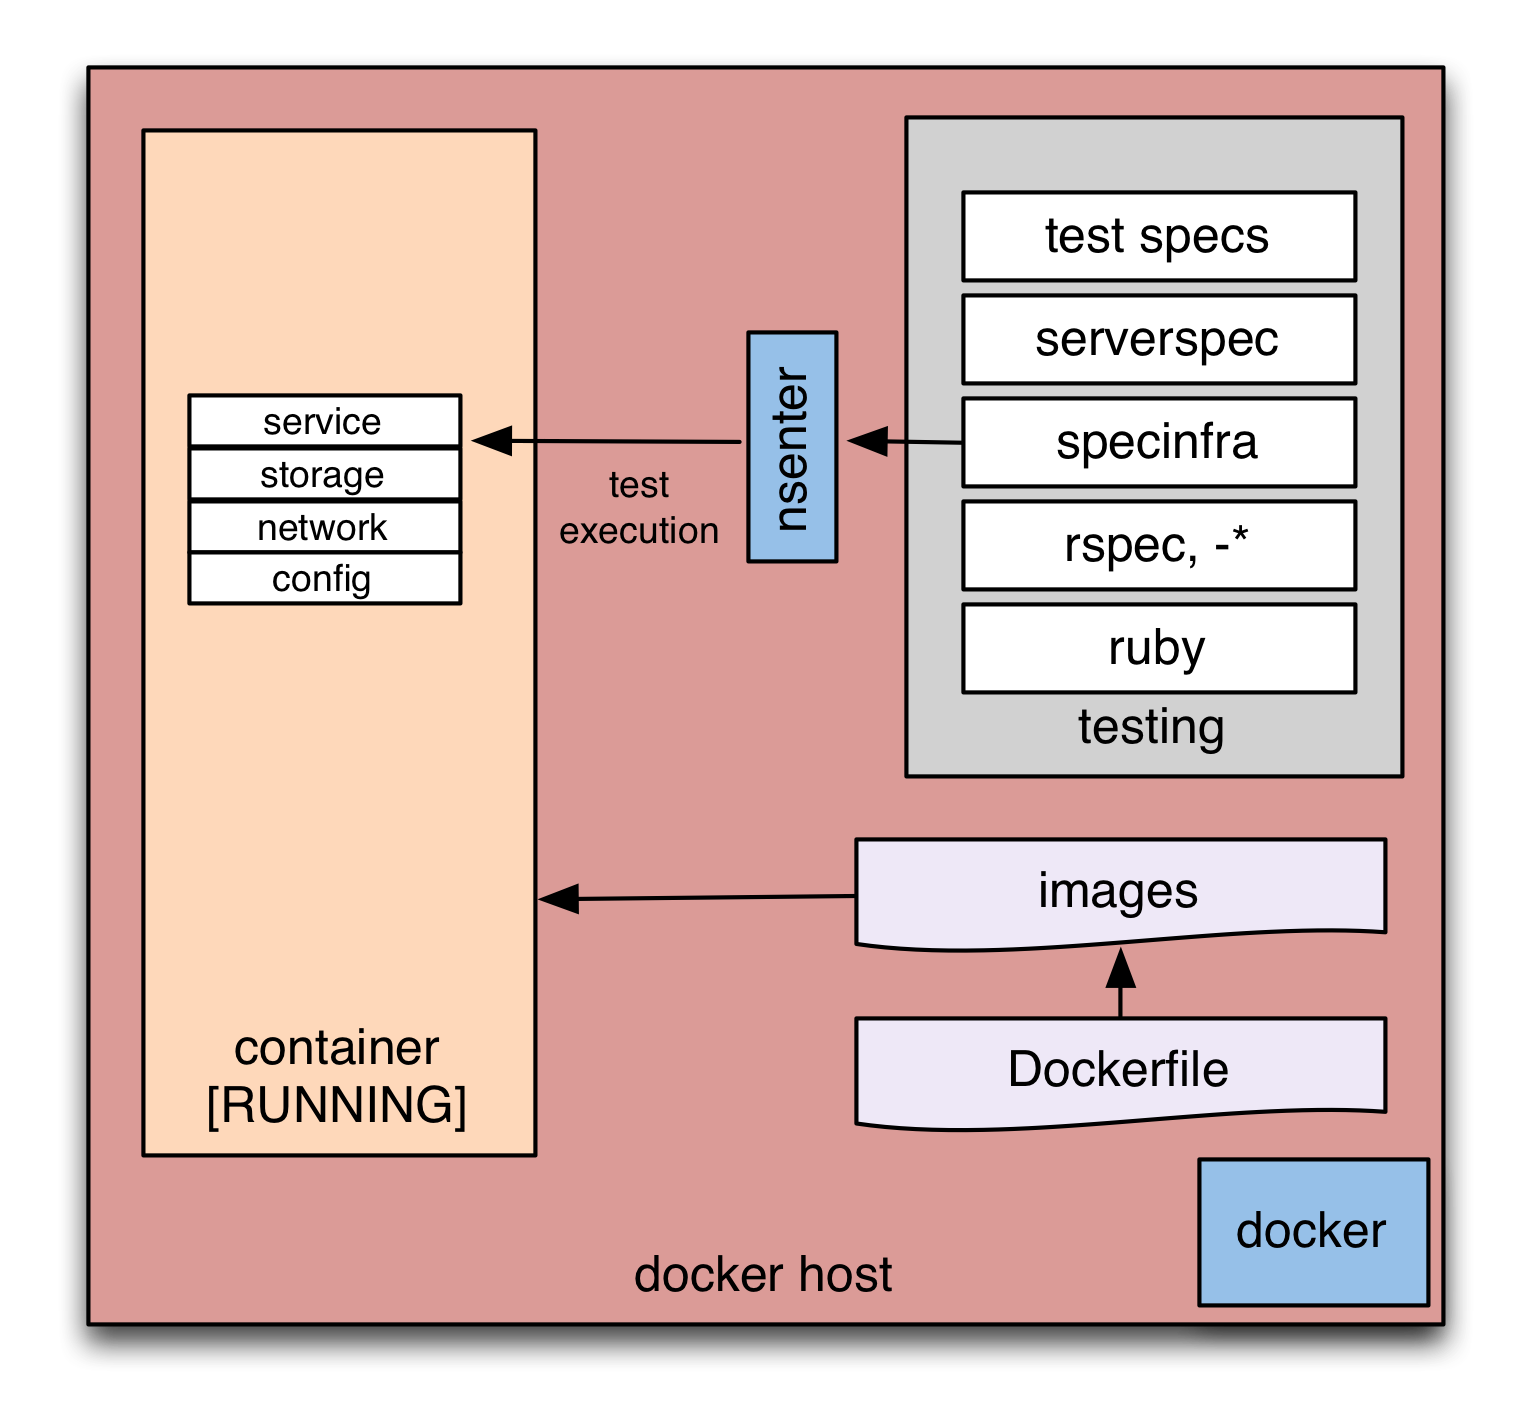 test specs
serverspec
specinfra
rspec, -*
ruby
testing
nsenter
test
execution
service
storage
network
config
container
[RUNNING]
images
Dockerfile
docker
docker host